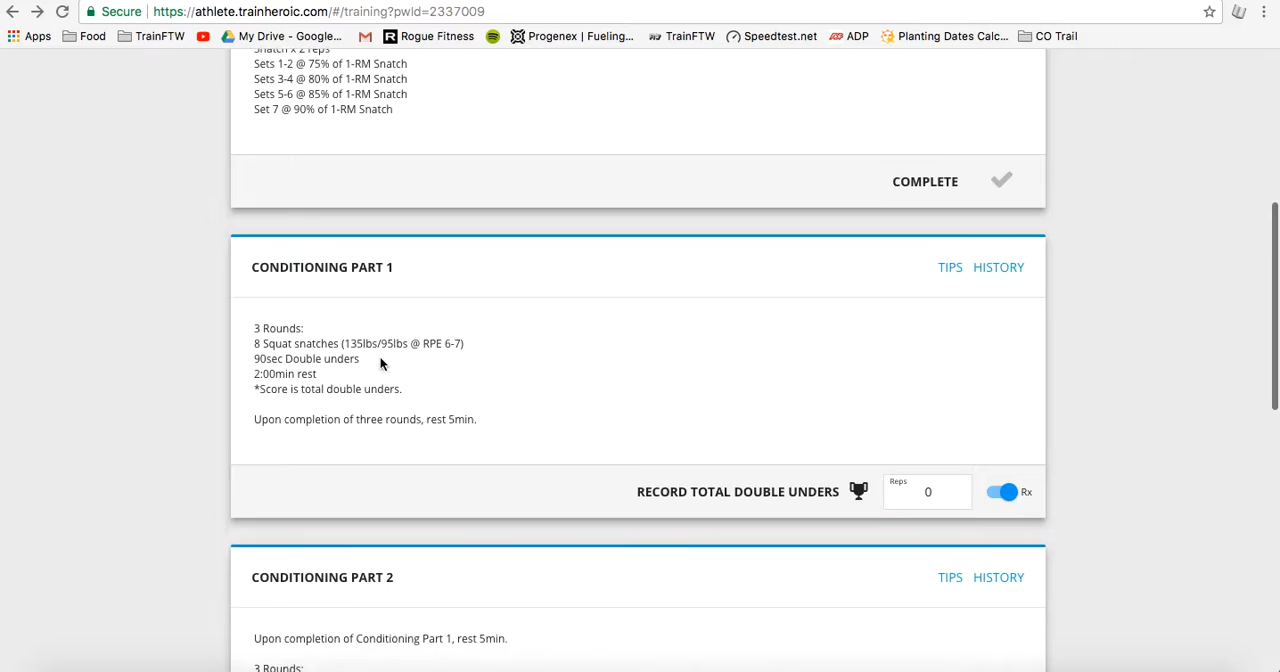 Secure https://athlete.trainheroic.com/#/training?pwId=2337009
Apps Food TrainFTW My Drive - Google... Rogue Fitness Progenex | Fueling... TrainFTW Speedtest.net ADP Planting Dates Calc... CO Trail
Snatch x 2 reps
Sets 1-2 @ 75% of 1-RM Snatch
Sets 3-4 @ 80% of 1-RM Snatch
Sets 5-6 @ 85% of 1-RM Snatch
Set 7 @ 90% of 1-RM Snatch
COMPLETE
CONDITIONING PART 1 TIPS HISTORY
3 Rounds:
8 Squat snatches (135lbs/95lbs @ RPE 6-7)
90sec Double unders
2:00min rest
*Score is total double unders.
Upon completion of three rounds, rest 5min.
RECORD TOTAL DOUBLE UNDERS Reps 0 Rx
CONDITIONING PART 2 TIPS HISTORY
Upon completion of Conditioning Part 1, rest 5min.
3 Rounds: